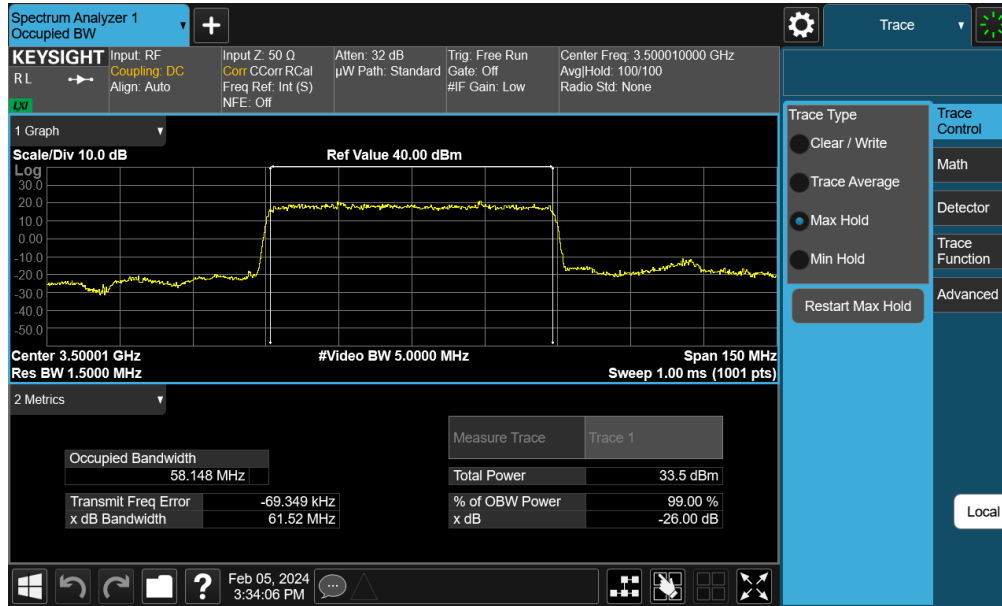 Spectrum Analyzer 1
Occupied BW
+
Trace
KEYSIGHT
R L
LXI
Input: RF
Coupling: DC
Align: Auto
Input Z: 50 Ω
Corr CCorr RCal
Freq Ref: Int (S)
NFE: Off
Atten: 32 dB
µW Path: Standard
Trig: Free Run
Gate: Off
#IF Gain: Low
Center Freq: 3.500010000 GHz
Avg|Hold: 100/100
Radio Std: None
1 Graph
Scale/Div 10.0 dB
Ref Value 40.00 dBm
Log
30.0
20.0
10.0
0.00
-10.0
-20.0
-30.0
-40.0
-50.0
Center 3.50001 GHz
#Video BW 5.0000 MHz
Span 150 MHz
Res BW 1.5000 MHz
Sweep 1.00 ms (1001 pts)
2 Metrics
Measure Trace
Trace 1
Occupied Bandwidth
58.148 MHz
Total Power
33.5 dBm
Transmit Freq Error
-69.349 kHz
% of OBW Power
99.00 %
x dB Bandwidth
61.52 MHz
x dB
-26.00 dB
Trace Type
Clear / Write
Trace Average
Max Hold
Min Hold
Restart Max Hold
Trace
Control
Math
Detector
Trace
Function
Advanced
Local
?
Feb 05, 2024
3:34:06 PM